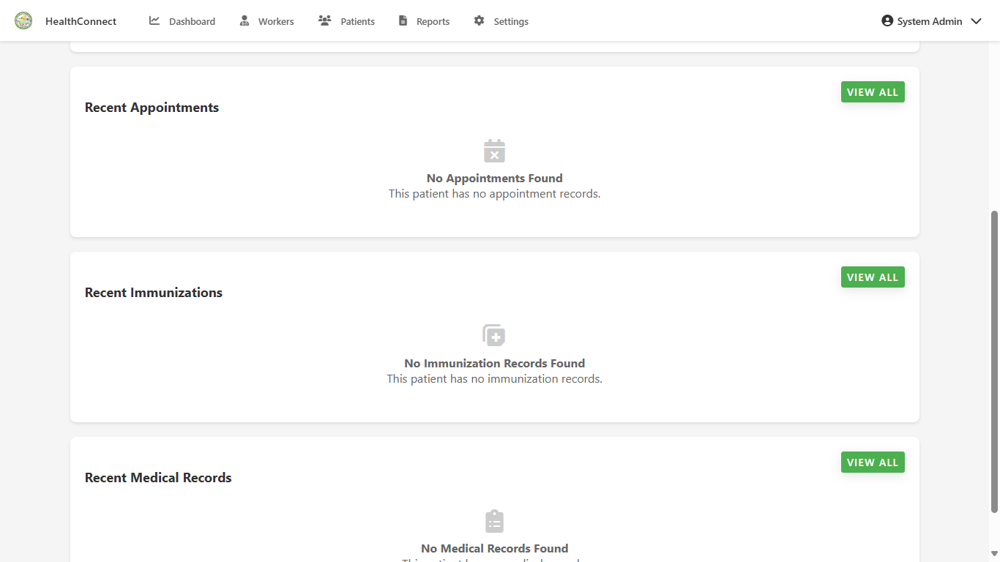 HealthConnect
Dashboard
Workers
Patients
Reports
Settings
System Admin
Recent Appointments
VIEW ALL
No Appointments Found
This patient has no appointment records.
Recent Immunizations
VIEW ALL
No Immunization Records Found
This patient has no immunization records.
Recent Medical Records
VIEW ALL
No Medical Records Found